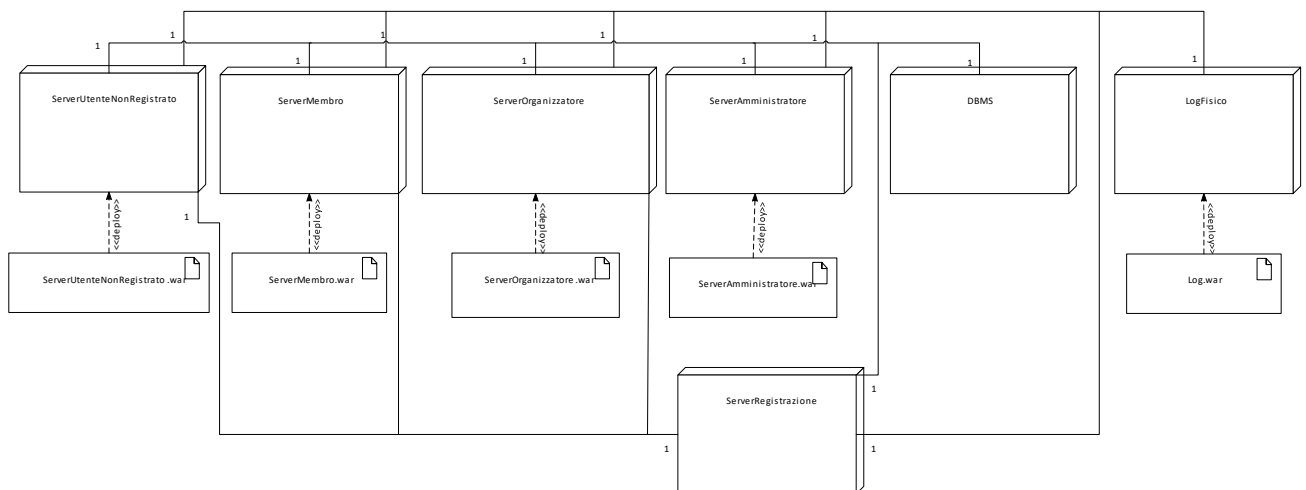 1
1
1
1
1
1
1
1
1
1
1
ServerUtenteNonRegistrato
ServerMembro
ServerOrganizzatore
ServerAmministratore
DBMS
LogFisico
<<deploy>>
<<deploy>>
<<deploy>>
<<deploy>>
<<deploy>>
1
ServerUtenteNonRegistrato .war
ServerMembro.war
ServerOrganizzatore .war
ServerAmministratore.war
Log.war
1
ServerRegistrazione
1
1